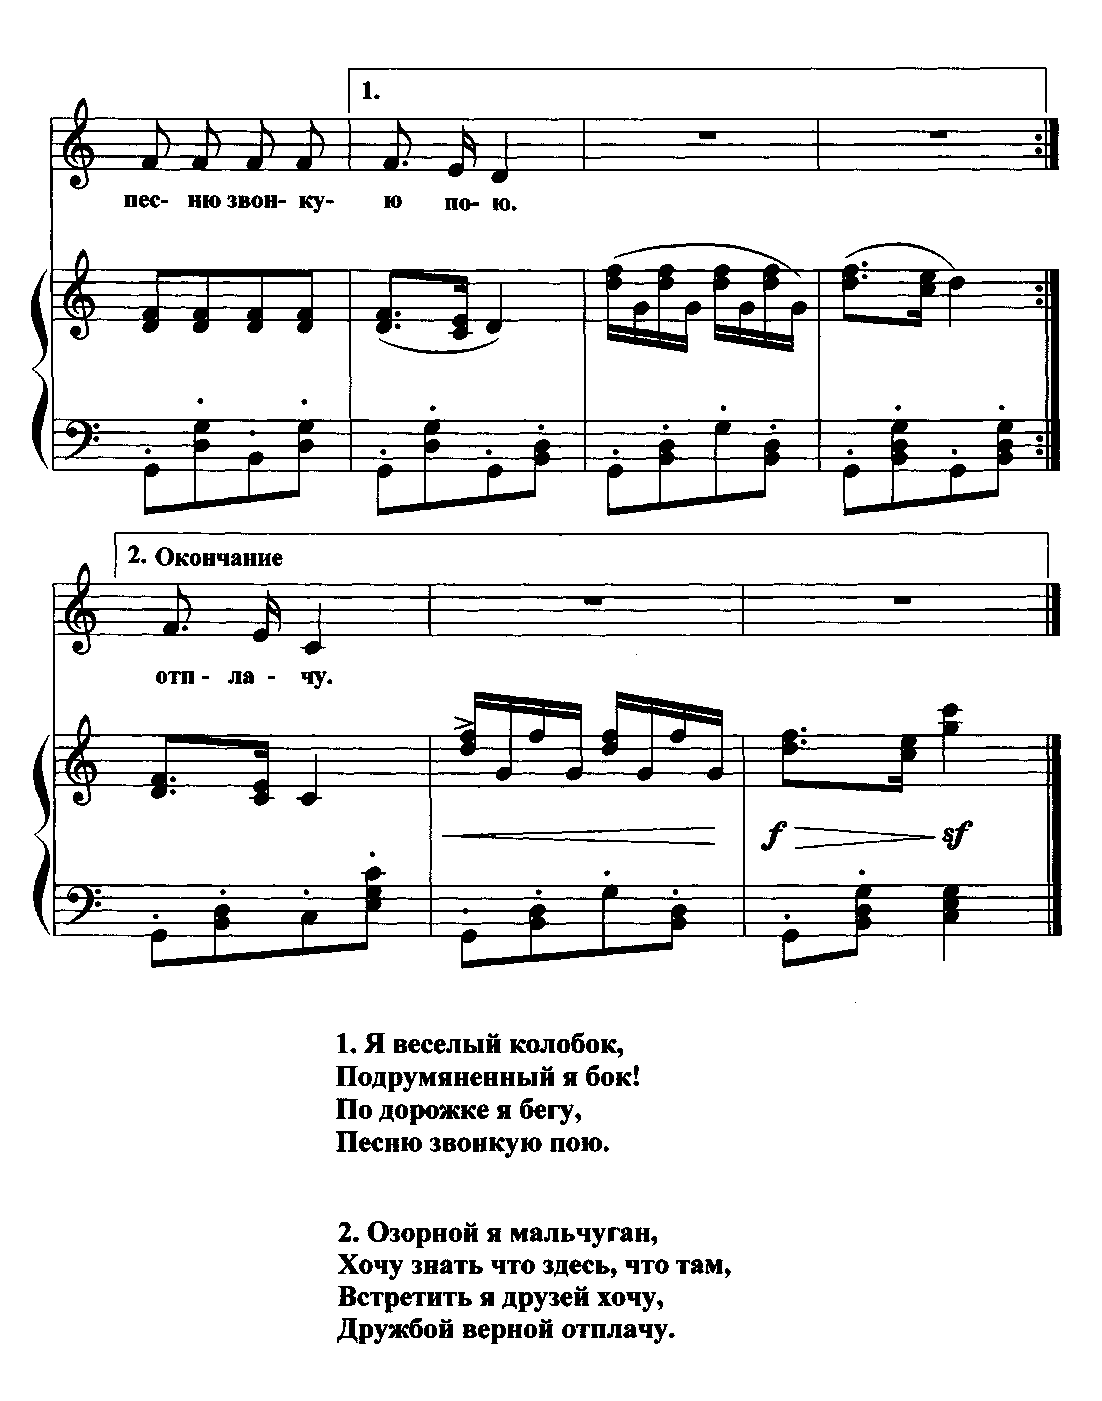 1.
пес- ню звон- ку- ю по- ю.
2. Окончание
отп - ла - чу.
f sf
1. Я веселый колобок,
Подрумяненный я бок!
По дорожке я бегу,
Песню звонкую пою.
2. Озорной я мальчуган,
Хочу знать что здесь, что там,
Встретить я друзей хочу,
Дружбой верной отплачу.